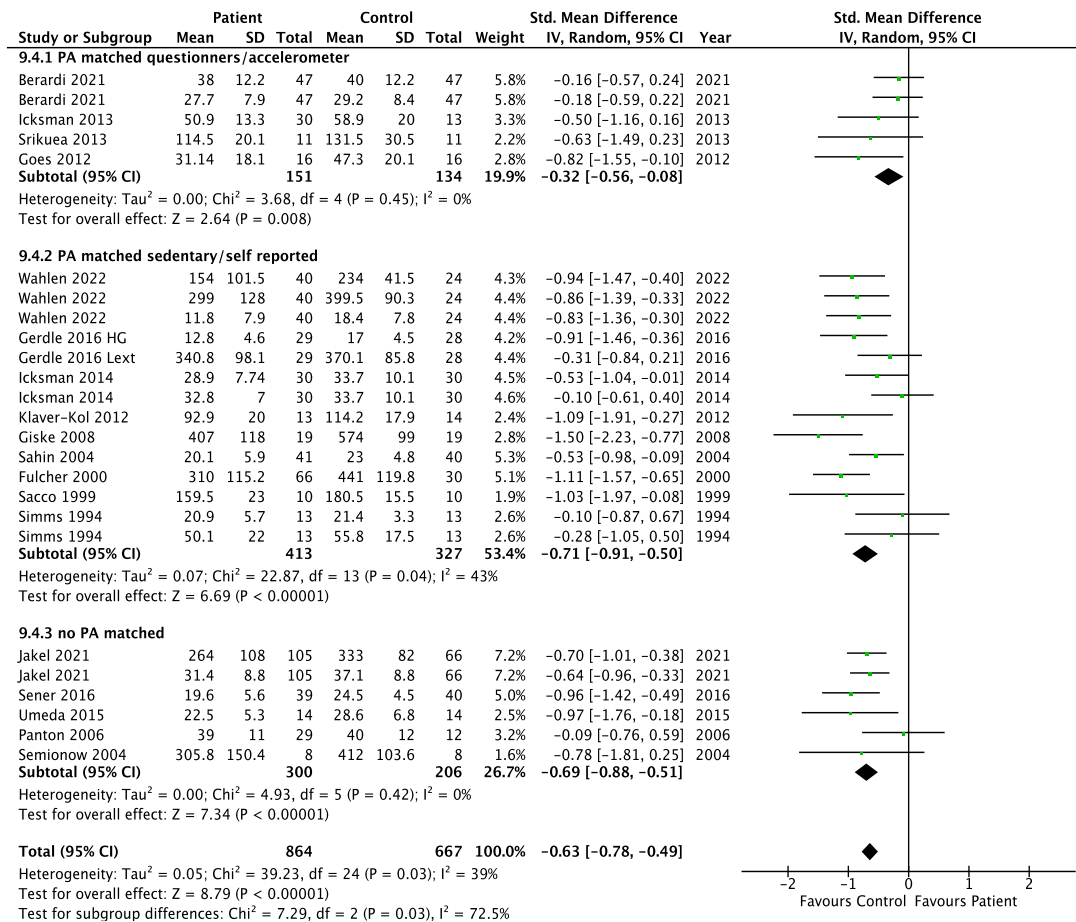 Patient Control Std. Mean Difference Std. Mean Difference
Study or Subgroup Mean SD Total Mean SD Total Weight IV, Random, 95% CI Year IV, Random, 95% CI
9.4.1 PA matched questionners/accelerometer
Berardi 2021 38 12.2 47 40 12.2 47 5.8% −0.16 [−0.57, 0.24] 2021
Berardi 2021 27.7 7.9 47 29.2 8.4 47 5.8% −0.18 [−0.59, 0.22] 2021
Icksman 2013 50.9 13.3 30 58.9 20 13 3.3% −0.50 [−1.16, 0.16] 2013
Srikuea 2013 114.5 20.1 11 131.5 30.5 11 2.2% −0.63 [−1.49, 0.23] 2013
Goes 2012 31.14 18.1 16 47.3 20.1 16 2.8% −0.82 [−1.55, −0.10] 2012
Subtotal (95% CI) 151 134 19.9% −0.32 [−0.56, −0.08]
Heterogeneity: Tau² = 0.00; Chi² = 3.68, df = 4 (P = 0.45); I² = 0%
Test for overall effect: Z = 2.64 (P = 0.008)
9.4.2 PA matched sedentary/self reported
Wahlen 2022 154 101.5 40 234 41.5 24 4.3% −0.94 [−1.47, −0.40] 2022
Wahlen 2022 299 128 40 399.5 90.3 24 4.4% −0.86 [−1.39, −0.33] 2022
Wahlen 2022 11.8 7.9 40 18.4 7.8 24 4.4% −0.83 [−1.36, −0.30] 2022
Gerdle 2016 HG 12.8 4.6 29 17 4.5 28 4.2% −0.91 [−1.46, −0.36] 2016
Gerdle 2016 Lext 340.8 98.1 29 370.1 85.8 28 4.4% −0.31 [−0.84, 0.21] 2016
Icksman 2014 28.9 7.74 30 33.7 10.1 30 4.5% −0.53 [−1.04, −0.01] 2014
Icksman 2014 32.8 7 30 33.7 10.1 30 4.6% −0.10 [−0.61, 0.40] 2014
Klaver−Kol 2012 92.9 20 13 114.2 17.9 14 2.4% −1.09 [−1.91, −0.27] 2012
Giske 2008 407 118 19 574 99 19 2.8% −1.50 [−2.23, −0.77] 2008
Sahin 2004 20.1 5.9 41 23 4.8 40 5.3% −0.53 [−0.98, −0.09] 2004
Fulcher 2000 310 115.2 66 441 119.8 30 5.1% −1.11 [−1.57, −0.65] 2000
Sacco 1999 159.5 23 10 180.5 15.5 10 1.9% −1.03 [−1.97, −0.08] 1999
Simms 1994 20.9 5.7 13 21.4 3.3 13 2.6% −0.10 [−0.87, 0.67] 1994
Simms 1994 50.1 22 13 55.8 17.5 13 2.6% −0.28 [−1.05, 0.50] 1994
Subtotal (95% CI) 413 327 53.4% −0.71 [−0.91, −0.50]
Heterogeneity: Tau² = 0.07; Chi² = 22.87, df = 13 (P = 0.04); I² = 43%
Test for overall effect: Z = 6.69 (P < 0.00001)
9.4.3 no PA matched
Jakel 2021 264 108 105 333 82 66 7.2% −0.70 [−1.01, −0.38] 2021
Jakel 2021 31.4 8.8 105 37.1 8.8 66 7.2% −0.64 [−0.96, −0.33] 2021
Sener 2016 19.6 5.6 39 24.5 4.5 40 5.0% −0.96 [−1.42, −0.49] 2016
Umeda 2015 22.5 5.3 14 28.6 6.8 14 2.5% −0.97 [−1.76, −0.18] 2015
Panton 2006 39 11 29 40 12 12 3.2% −0.09 [−0.76, 0.59] 2006
Semionow 2004 305.8 150.4 8 412 103.6 8 1.6% −0.78 [−1.81, 0.25] 2004
Subtotal (95% CI) 300 206 26.7% −0.69 [−0.88, −0.51]
Heterogeneity: Tau² = 0.00; Chi² = 4.93, df = 5 (P = 0.42); I² = 0%
Test for overall effect: Z = 7.34 (P < 0.00001)
Total (95% CI) 864 667 100.0% −0.63 [−0.78, −0.49]
Heterogeneity: Tau² = 0.05; Chi² = 39.23, df = 24 (P = 0.03); I² = 39%
Test for overall effect: Z = 8.79 (P < 0.00001)
Test for subgroup differences: Chi² = 7.29, df = 2 (P = 0.03), I² = 72.5%
−2 −1 0 1 2
Favours Control Favours Patient